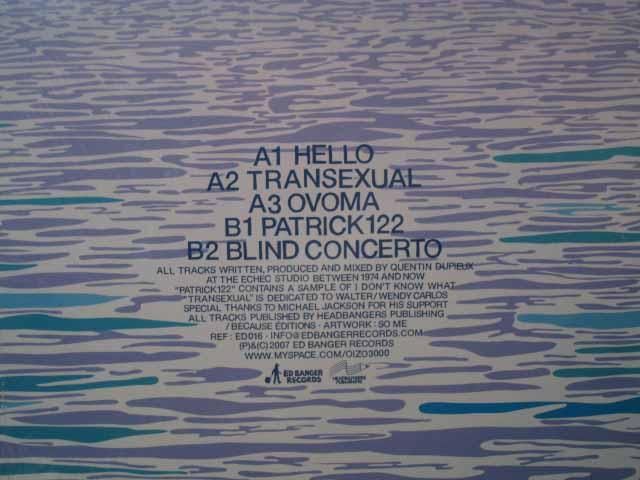 A1 HELLO
A2 TRANSEXUAL
A3 OVOMA
B1 PATRICK122
B2 BLIND CONCERTO
ALL TRACKS WRITTEN, PRODUCED AND MIXED BY QUENTIN DUPIEUX
AT THE ECHEC STUDIO BETWEEN 1974 AND NOW
"PATRICK122" CONTAINS A SAMPLE OF I DON'T KNOW WHAT
"TRANSEXUAL" IS DEDICATED TO WALTER/ WENDY CARLOS
SPECIAL THANKS TO MICHAEL JACKSON FOR HIS SUPPORT
ALL TRACKS PUBLISHED BY HEADBANGERS PUBLISHING
/ BECAUSE ÉDITIONS · ARTWORK : SO ME
REF : ED016 · INFO@EDBANGERRECORDS.COM
(P)&(C)2007 ED BANGER RECORDS
WWW.MYSPACE.COM/OIZO3000
ED BANGER
RECORDS
HEADBANGERS
PUBLISHING